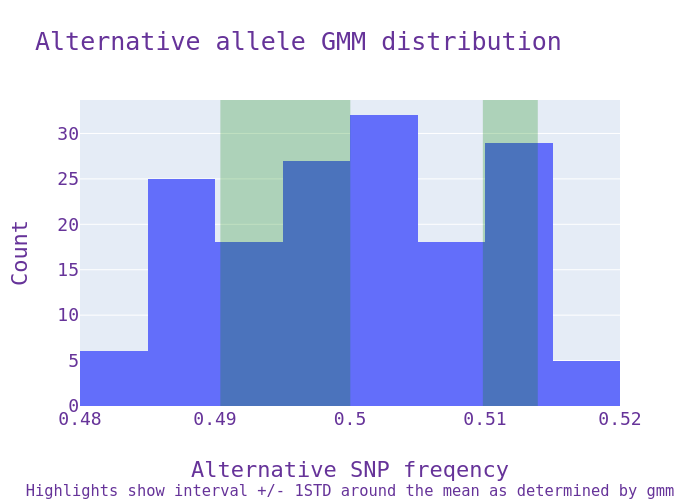 Alternative allele GMM distribution
Count
30
25
20
15
10
5
0
0.48 0.49 0.5 0.51 0.52
Alternative SNP freqency
Highlights show interval +/- 1STD around the mean as determined by gmm